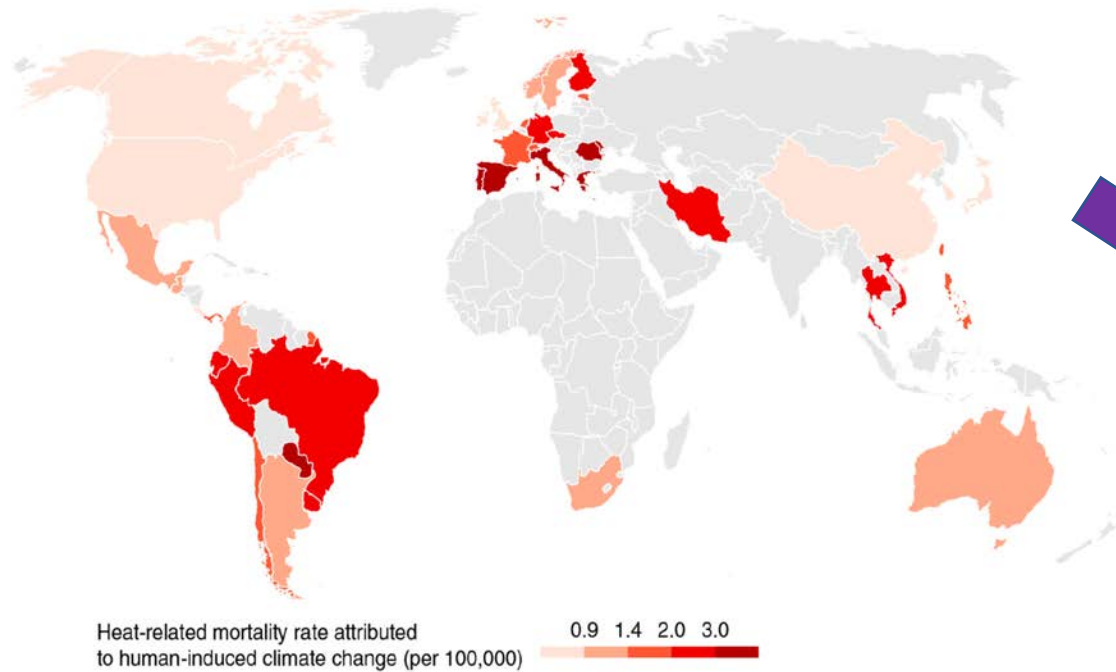 0.9 1.4 2.0 3.0
Heat-related mortality rate attributed
to human-induced climate change (per 100,000)